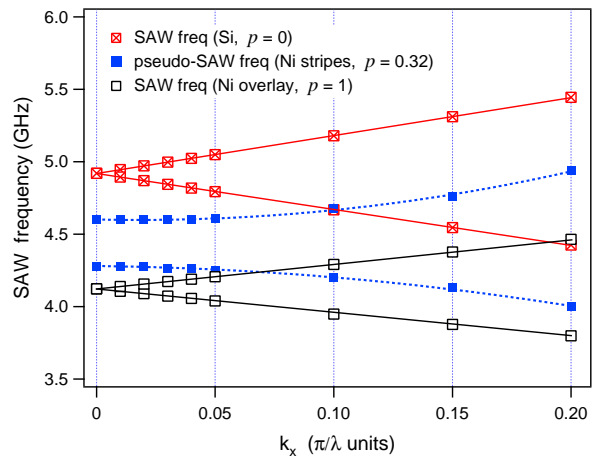 6.0
5.5
5.0
4.5
4.0
3.5
SAW frequency (GHz)
SAW freq (Si, p = 0)
pseudo-SAW freq (Ni stripes, p = 0.32)
SAW freq (Ni overlay, p = 1)
0 0.05 0.10 0.15 0.20
kx (π/λ units)